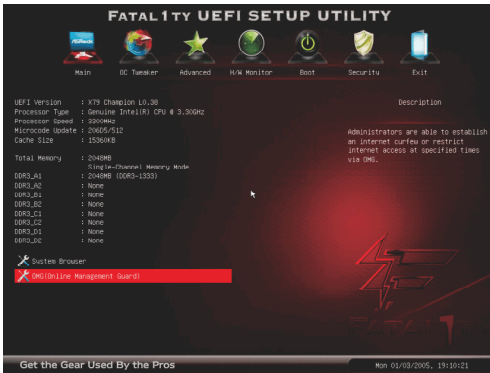 FATAL1TY UEFI SETUP UTILITY
ASRock
Main OC Tweaker Advanced H/W Monitor Boot Security Exit
UEFI Version : X79 Champion L0.38
Processor Type : Genuine Intel(R) CPU @ 3.30GHz
Processor Speed : 3300MHz
Microcode Update : 206D5/512
Cache Size : 15360KB
Total Memory : 2048MB
Single-Channel Memory Mode
DDR3_A1 : 2048MB (DDR3-1333)
DDR3_A2 : None
DDR3_B1 : None
DDR3_B2 : None
DDR3_C1 : None
DDR3_C2 : None
DDR3_D1 : None
DDR3_D2 : None
System Browser
OMG(Online Management Guard)
Description
Administrators are able to establish
an internet curfew or restrict
internet access at specified times
via OMG.
FATAL1TY
Get the Gear Used By the Pros
Mon 01/03/2005, 19:10:21